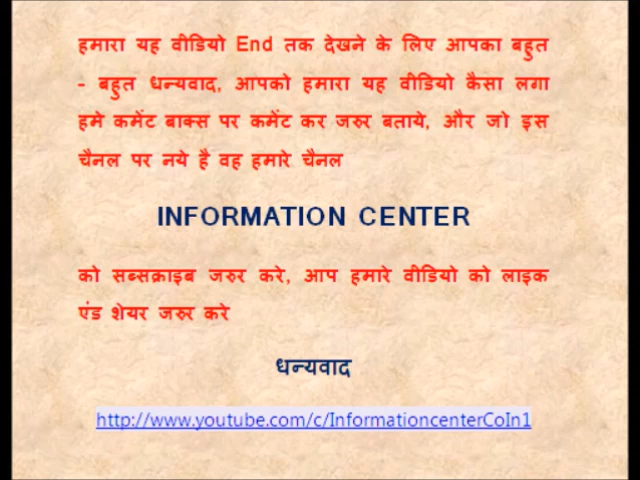 हमारा यह वीडियो End तक देखने के लिए आपका बहुत
- बहुत धन्यवाद, आपको हमारा यह वीडियो कैसा लगा
हमे कमेंट बाक्स पर कमेंट कर जरुर बताये, और जो इस
चैनल पर नये है वह हमारे चैनल
INFORMATION CENTER
को सब्सक्राइब जरुर करे, आप हमारे वीडियो को लाइक
एंड शेयर जरुर करे
धन्यवाद
http://www.youtube.com/c/InformationcenterCoIn1